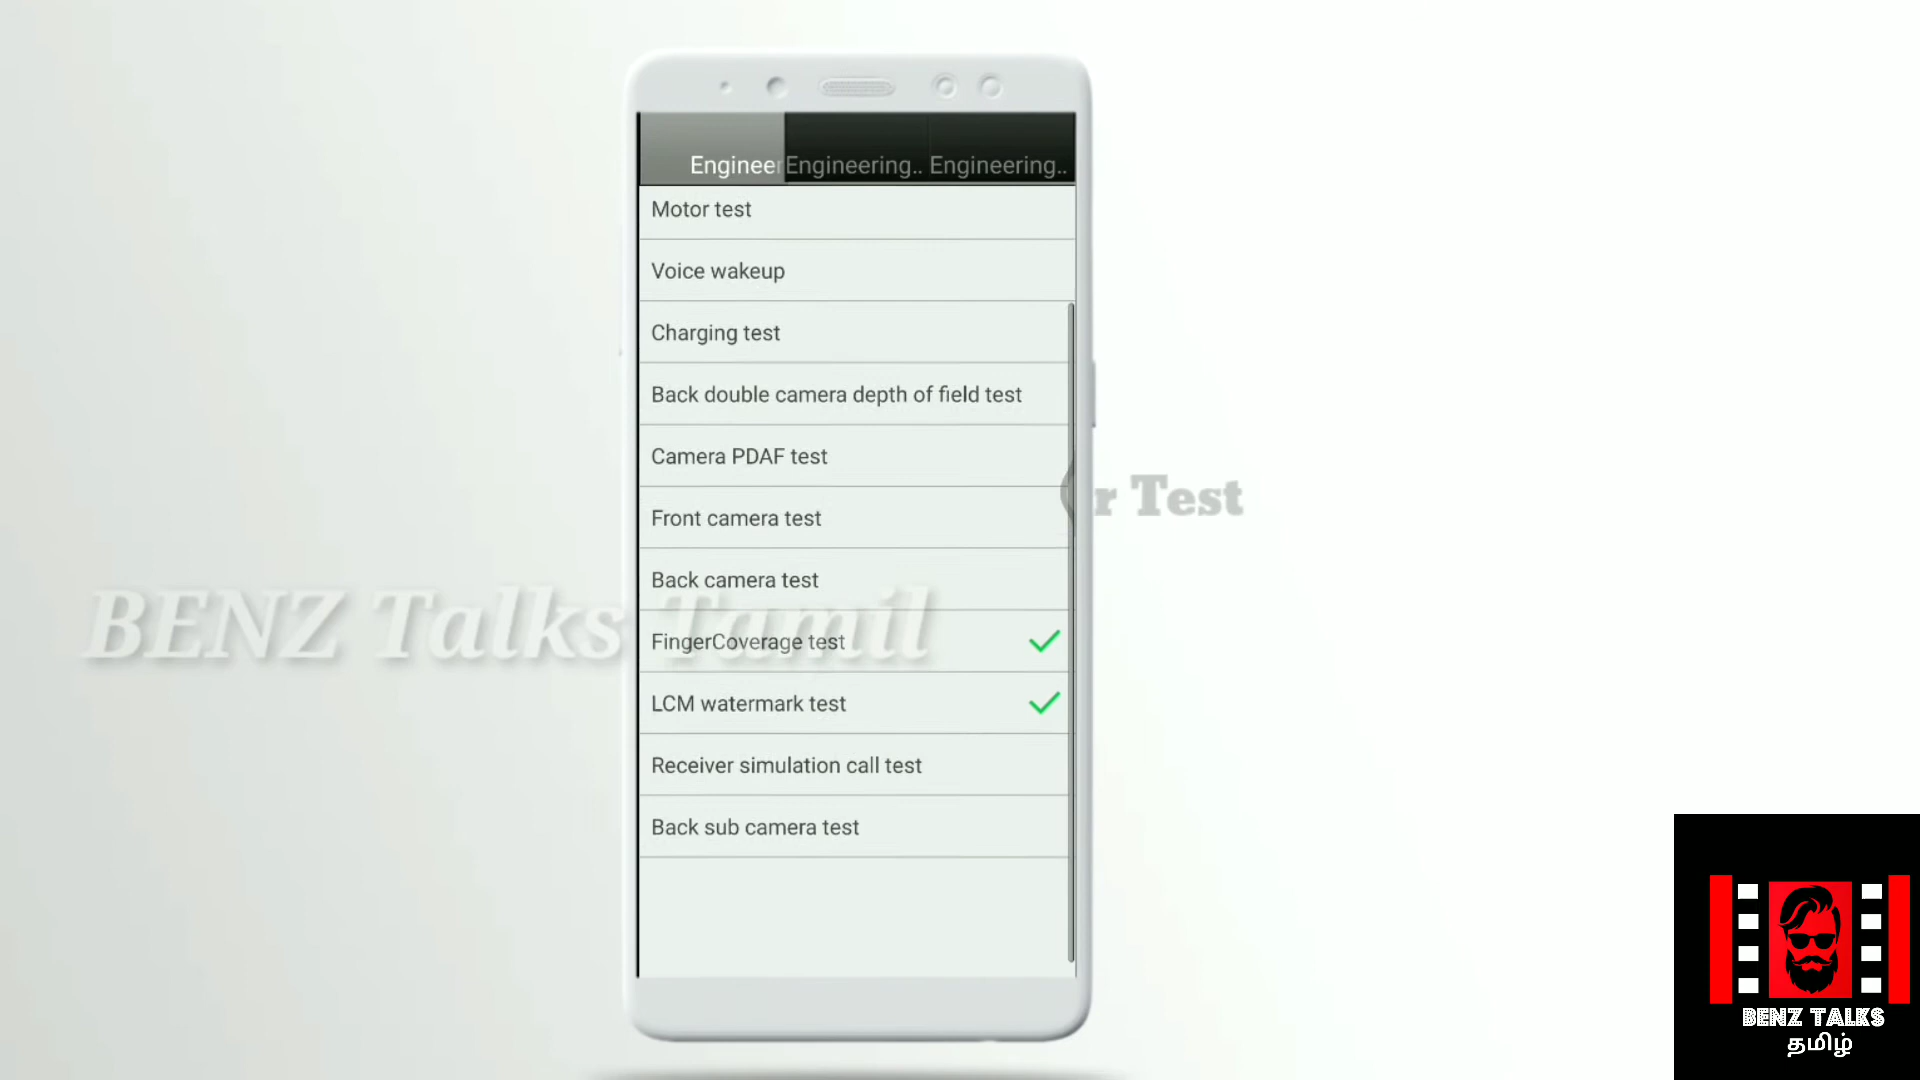 Engineer
Engineering..
Engineering..
Motor test
Voice wakeup
Charging test
Back double camera depth of field test
Camera PDAF test
r Test
Front camera test
Back camera test
BENZ Talks Tamil
FingerCoverage test
LCM watermark test
Receiver simulation call test
Back sub camera test
BENZ TALKS
தமிழ்